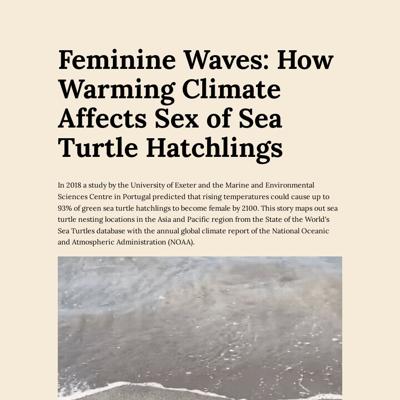 Feminine Waves: How
Warming Climate
Affects Sex of Sea
Turtle Hatchlings
In 2018 a study by the University of Exeter and the Marine and Environmental
Sciences Centre in Portugal predicted that rising temperatures could cause up to
93% of green sea turtle hatchlings to become female by 2100. This story maps out sea
turtle nesting locations in the Asia and Pacific region from the State of the World's
Sea Turtles database with the annual global climate report of the National Oceanic
and Atmospheric Administration (NOAA).